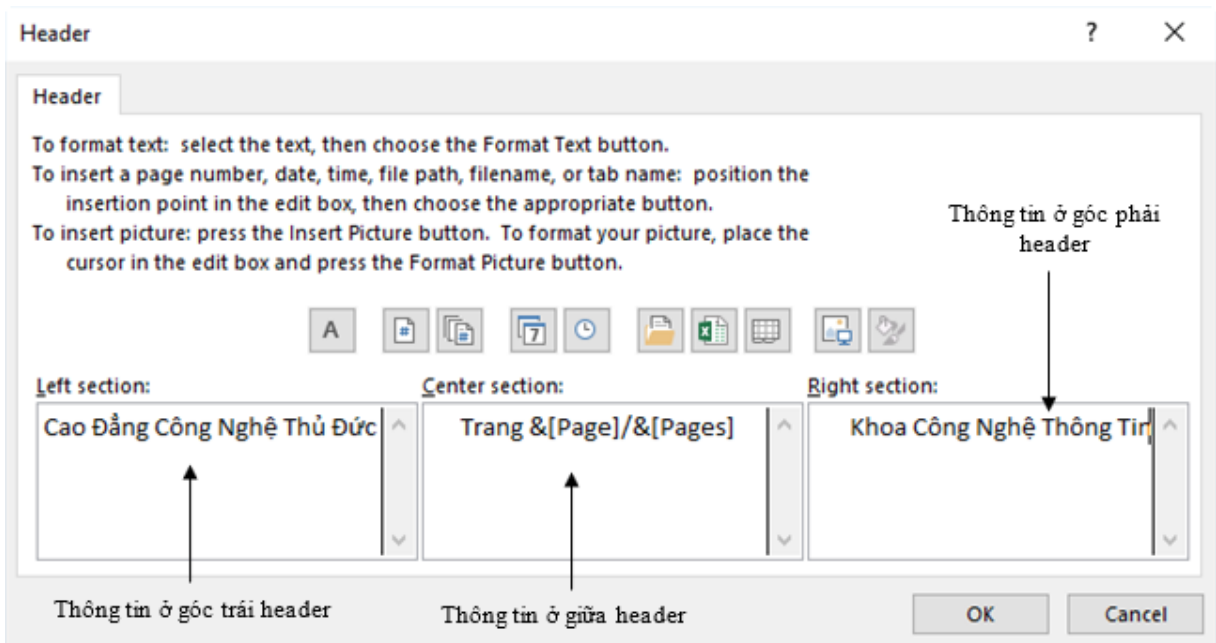 Header
?
Header
To format text: select the text, then choose the Format Text button.
To insert a page number, date, time, file path, filename, or tab name: position the
insertion point in the edit box, then choose the appropriate button.
To insert picture: press the Insert Picture button. To format your picture, place the
cursor in the edit box and press the Format Picture button.
Thông tin ở góc phải
header
A # # 7
Left section: Center section: Right section:
Cao Đẳng Công Nghệ Thủ Đức Trang &[Page]/&[Pages] Khoa Công Nghệ Thông Tin
Thông tin ở góc trái header Thông tin ở giữa header
OK Cancel